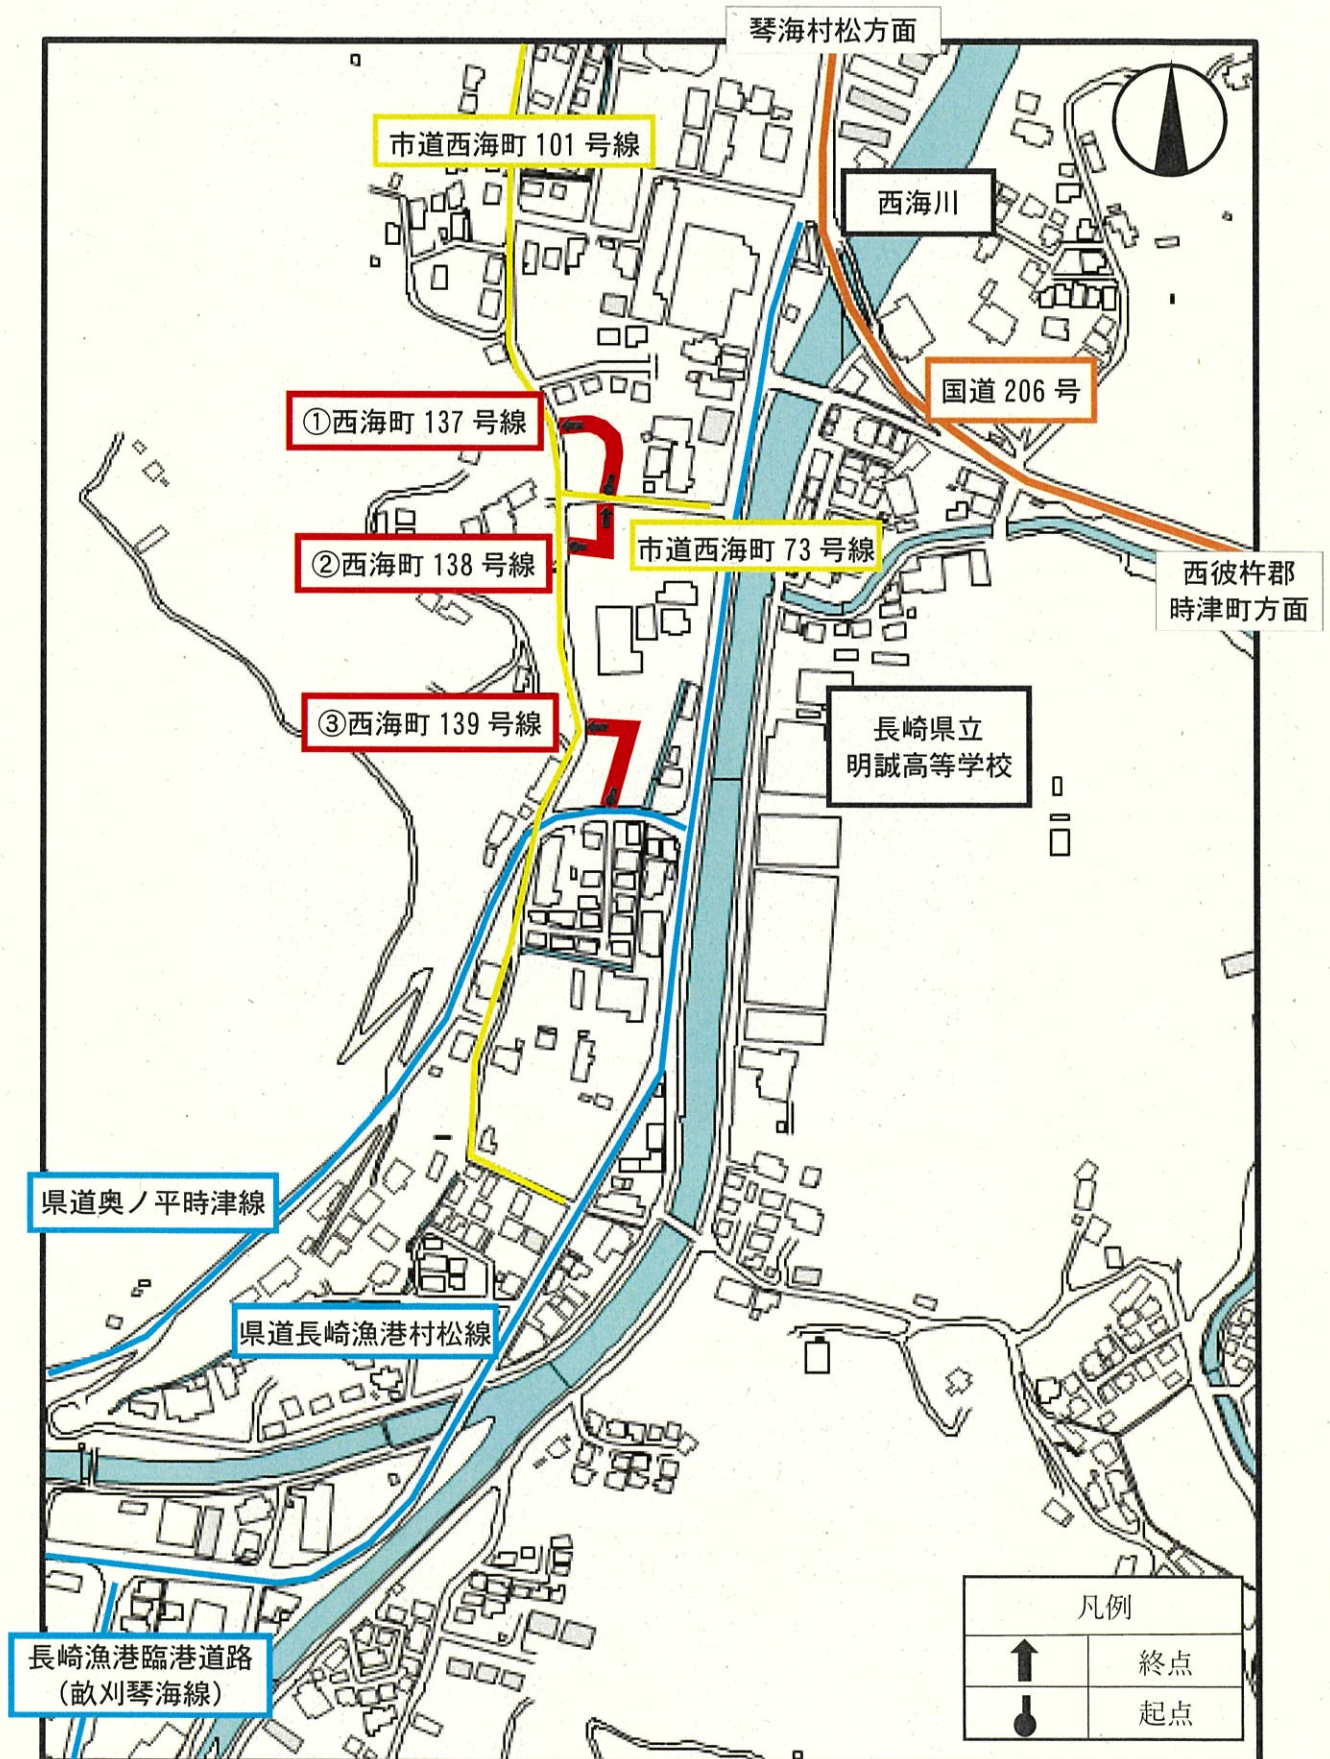 琴海村松方面
市道西海町 101 号線
西海川
国道 206 号
①西海町 137 号線
②西海町 138 号線
市道西海町 73 号線
西彼杵郡
時津町方面
③西海町 139 号線
長崎県立
明誠高等学校
県道奥ノ平時津線
県道長崎漁港村松線
長崎漁港臨港道路
（畝刈琴海線）
凡例
終点
起点